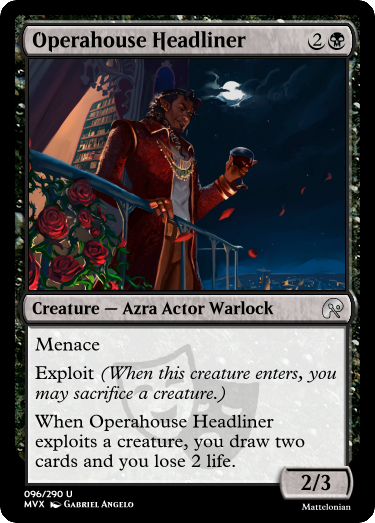 Operahouse Headliner 2
Creature — Azra Actor Warlock
Menace
Exploit (When this creature enters, you
may sacrifice a creature.)
When Operahouse Headliner
exploits a creature, you draw two
cards and you lose 2 life.
2/3
096/290 U
MVX Gabriel Angelo
Mattelonian